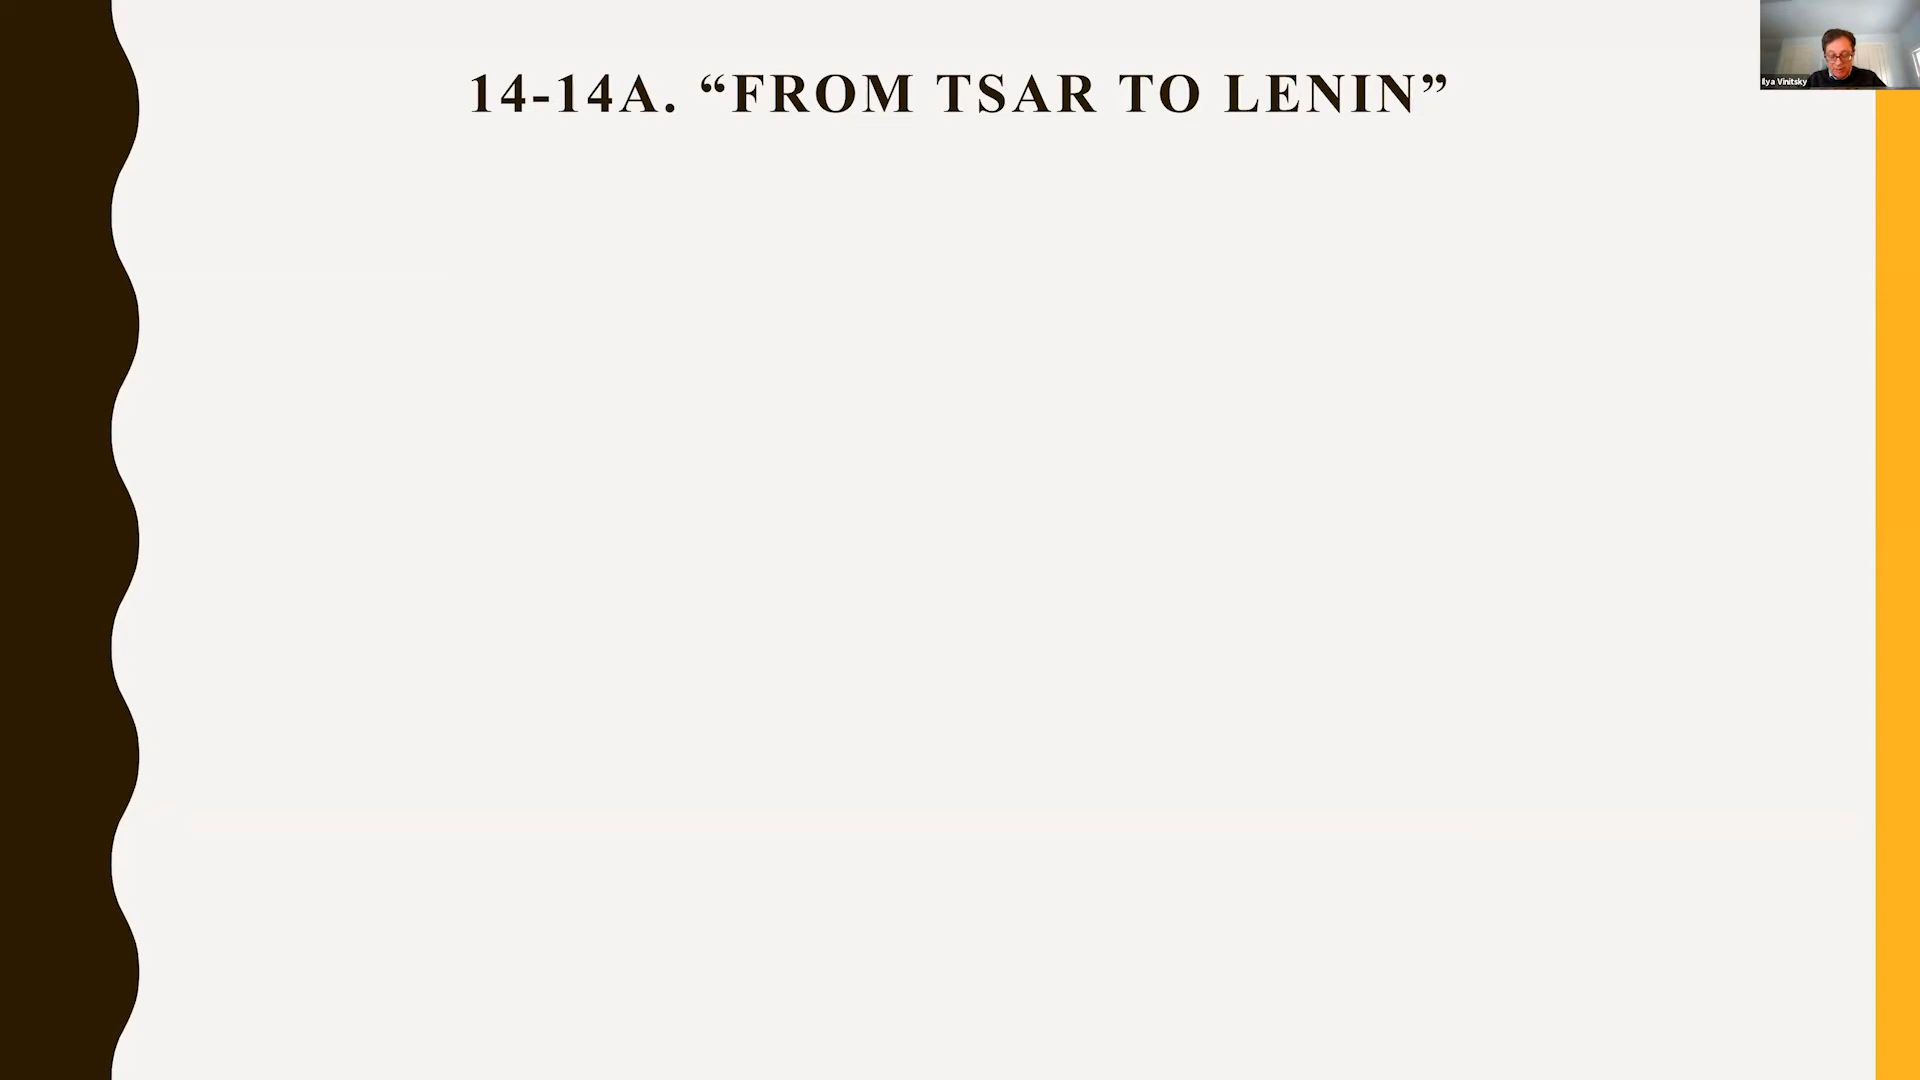 14-14A. “FROM TSAR TO LENIN”
Ilya Vinitsky